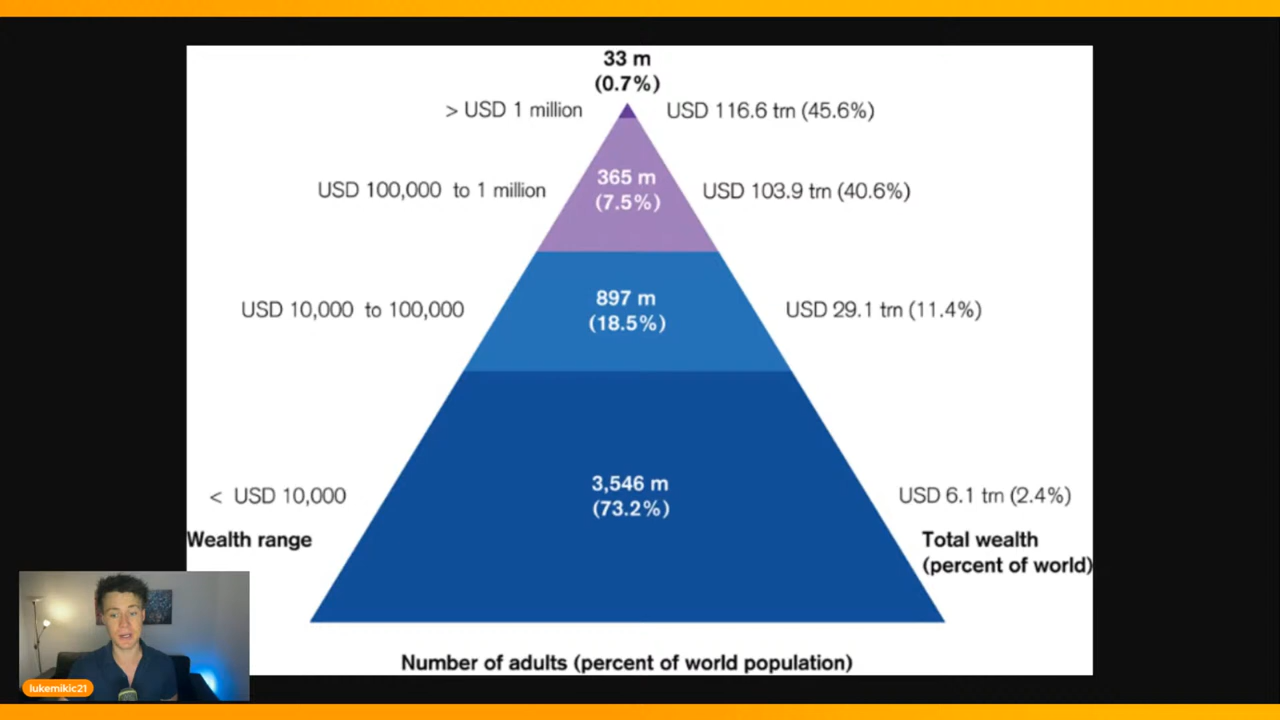 33 m
(0.7%)
> USD 1 million
USD 116.6 trn (45.6%)
365 m
(7.5%)
USD 100,000 to 1 million
USD 103.9 trn (40.6%)
897 m
(18.5%)
USD 10,000 to 100,000
USD 29.1 trn (11.4%)
3,546 m
(73.2%)
< USD 10,000
USD 6.1 trn (2.4%)
Wealth range
Total wealth
(percent of world)
Number of adults (percent of world population)
lukemikic21